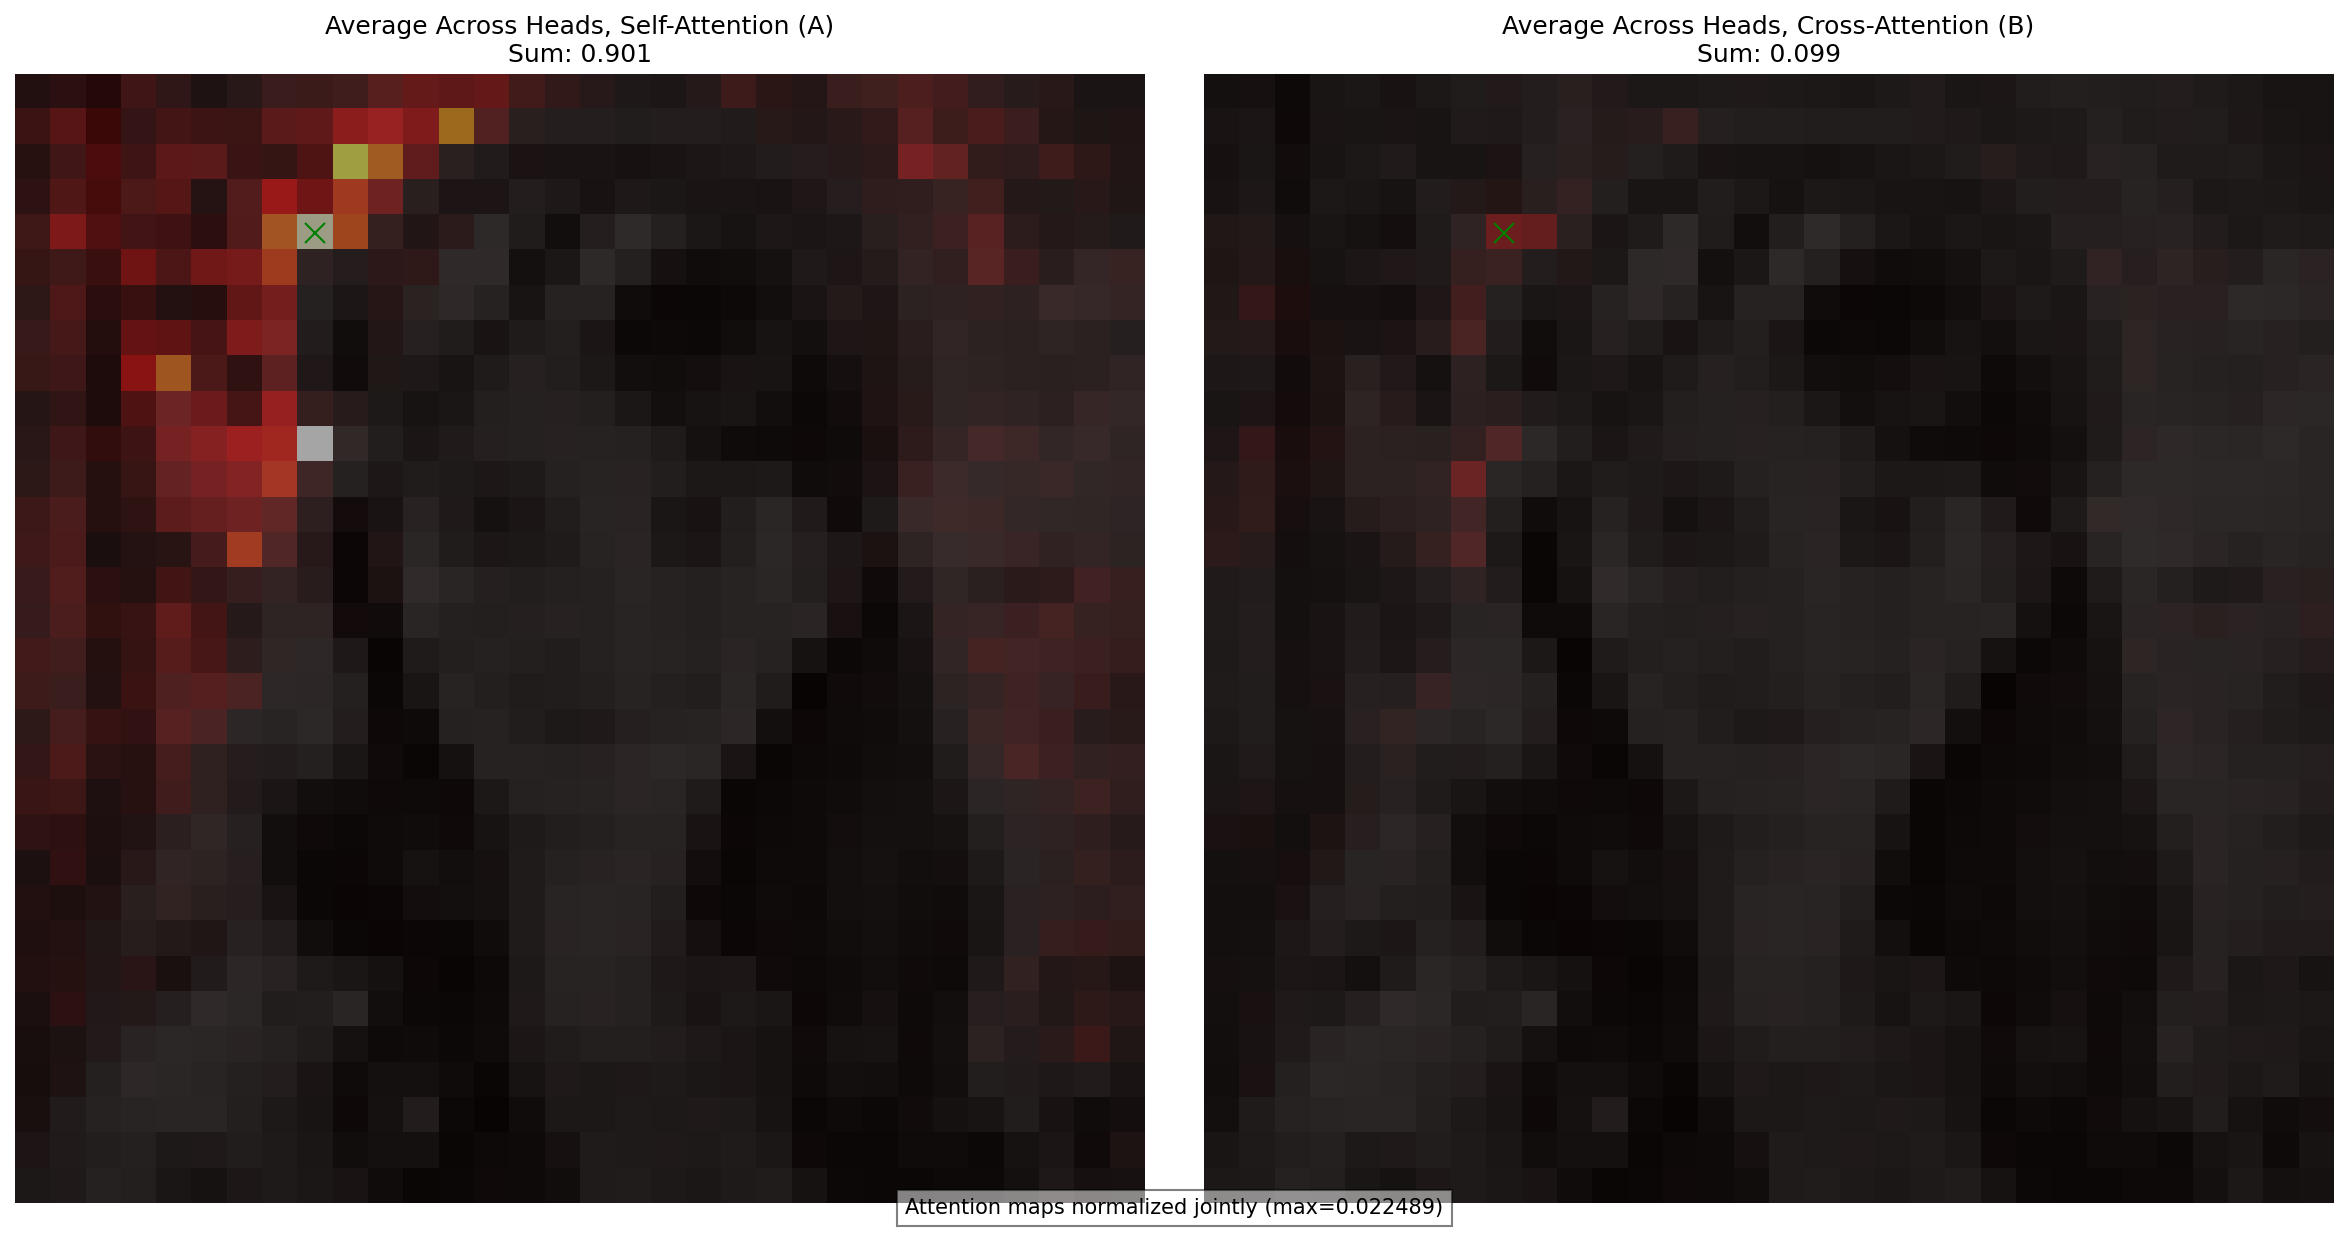 Average Across Heads, Self-Attention (A)
Sum: 0.901
Average Across Heads, Cross-Attention (B)
Sum: 0.099
Attention maps normalized jointly (max=0.022489)